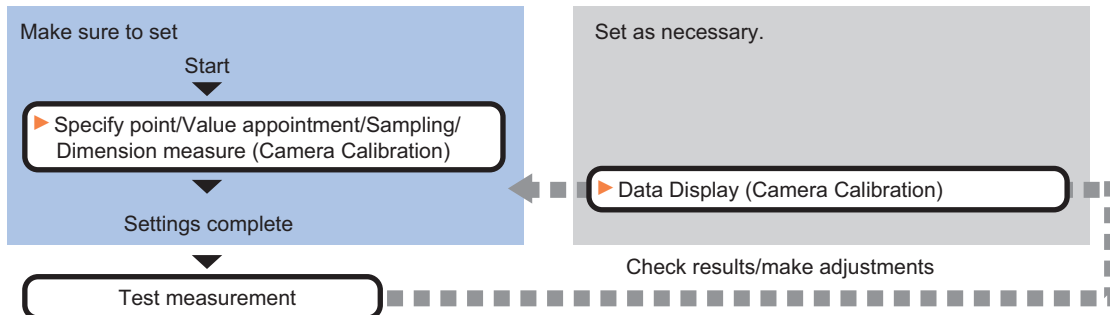 Make sure to set
Start
Specify point/Value appointment/Sampling/
Dimension measure (Camera Calibration)
Settings complete
Test measurement
Set as necessary.
Data Display (Camera Calibration)
Check results/make adjustments